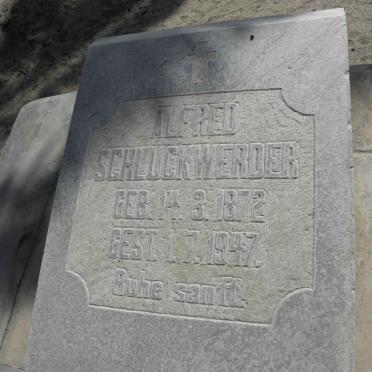 ALFRED
SCHLUCKWERDER
GEB. 14. 3. 1872
GEST. 1. 7. 1947.
Ruhe sanft.